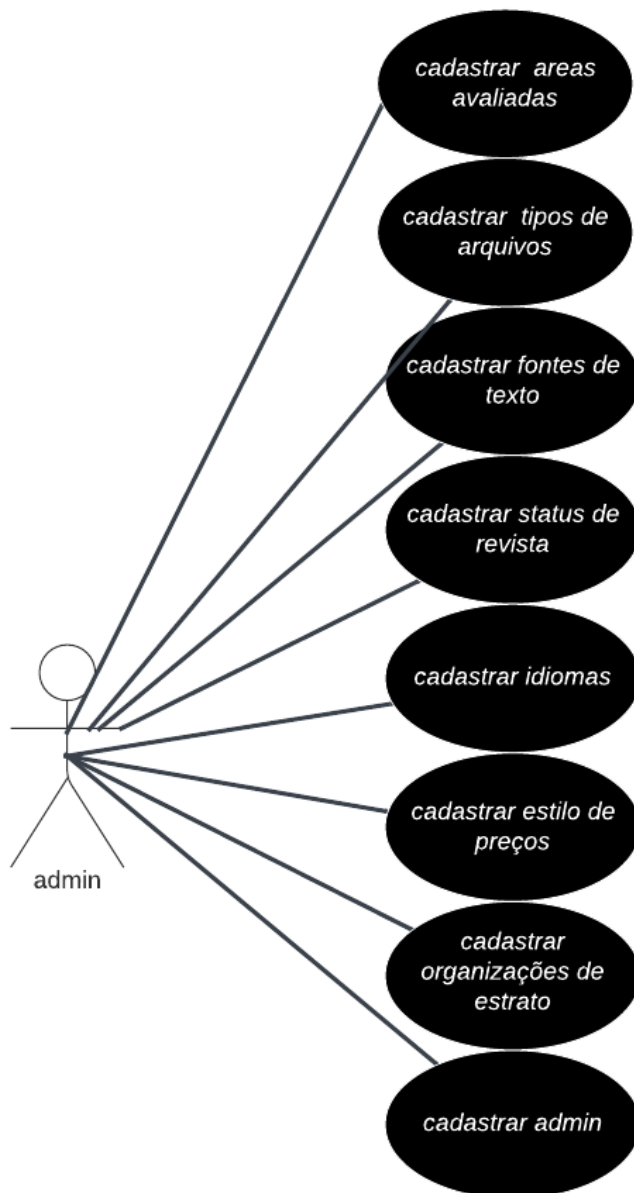 cadastrar areas
avaliadas
cadastrar tipos de
arquivos
cadastrar fontes de
texto
cadastrar status de
revista
cadastrar idiomas
cadastrar estilo de
preços
admin
cadastrar
organizações de
estrato
cadastrar admin